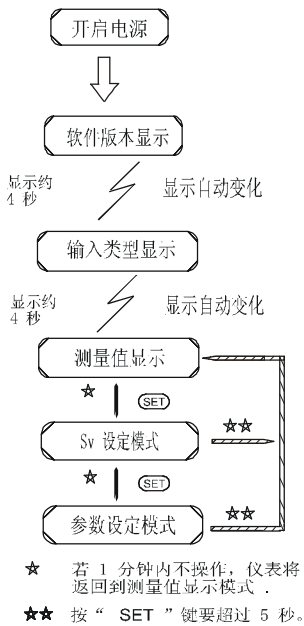 开启电源
软件版本显示
显示约
4 秒
显示自动变化
输入类型显示
显示约
4 秒
显示自动变化
测量值显示
☆
SET
☆☆
Sv 设定模式
☆
SET
☆☆
参数设定模式
☆ 若 1 分钟内不操作，仪表将
返回到测量值显示模式 .
☆☆ 按“ SET ”键要超过 5 秒。